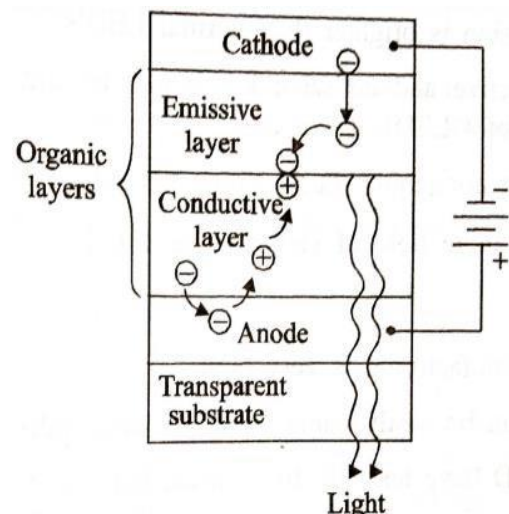 Cathode
Emissive
layer
Organic
layers
Conductive
layer
Anode
Transparent
substrate
Light